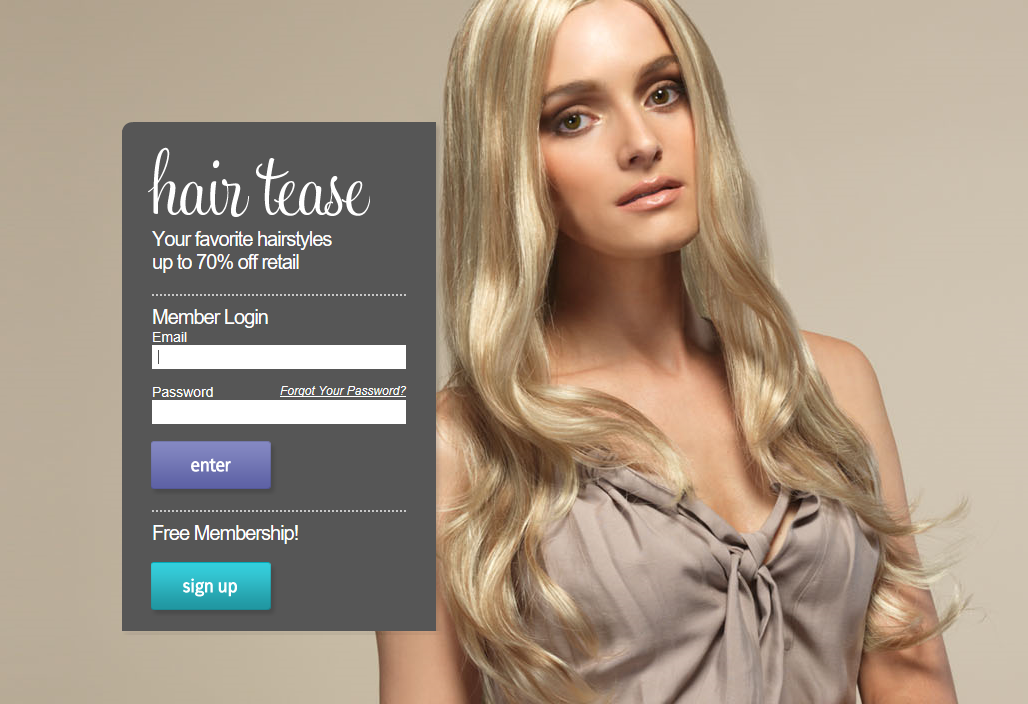 hair tease
Your favorite hairstyles
up to 70% off retail
Member Login
Email
Password Forgot Your Password?
enter
Free Membership!
sign up